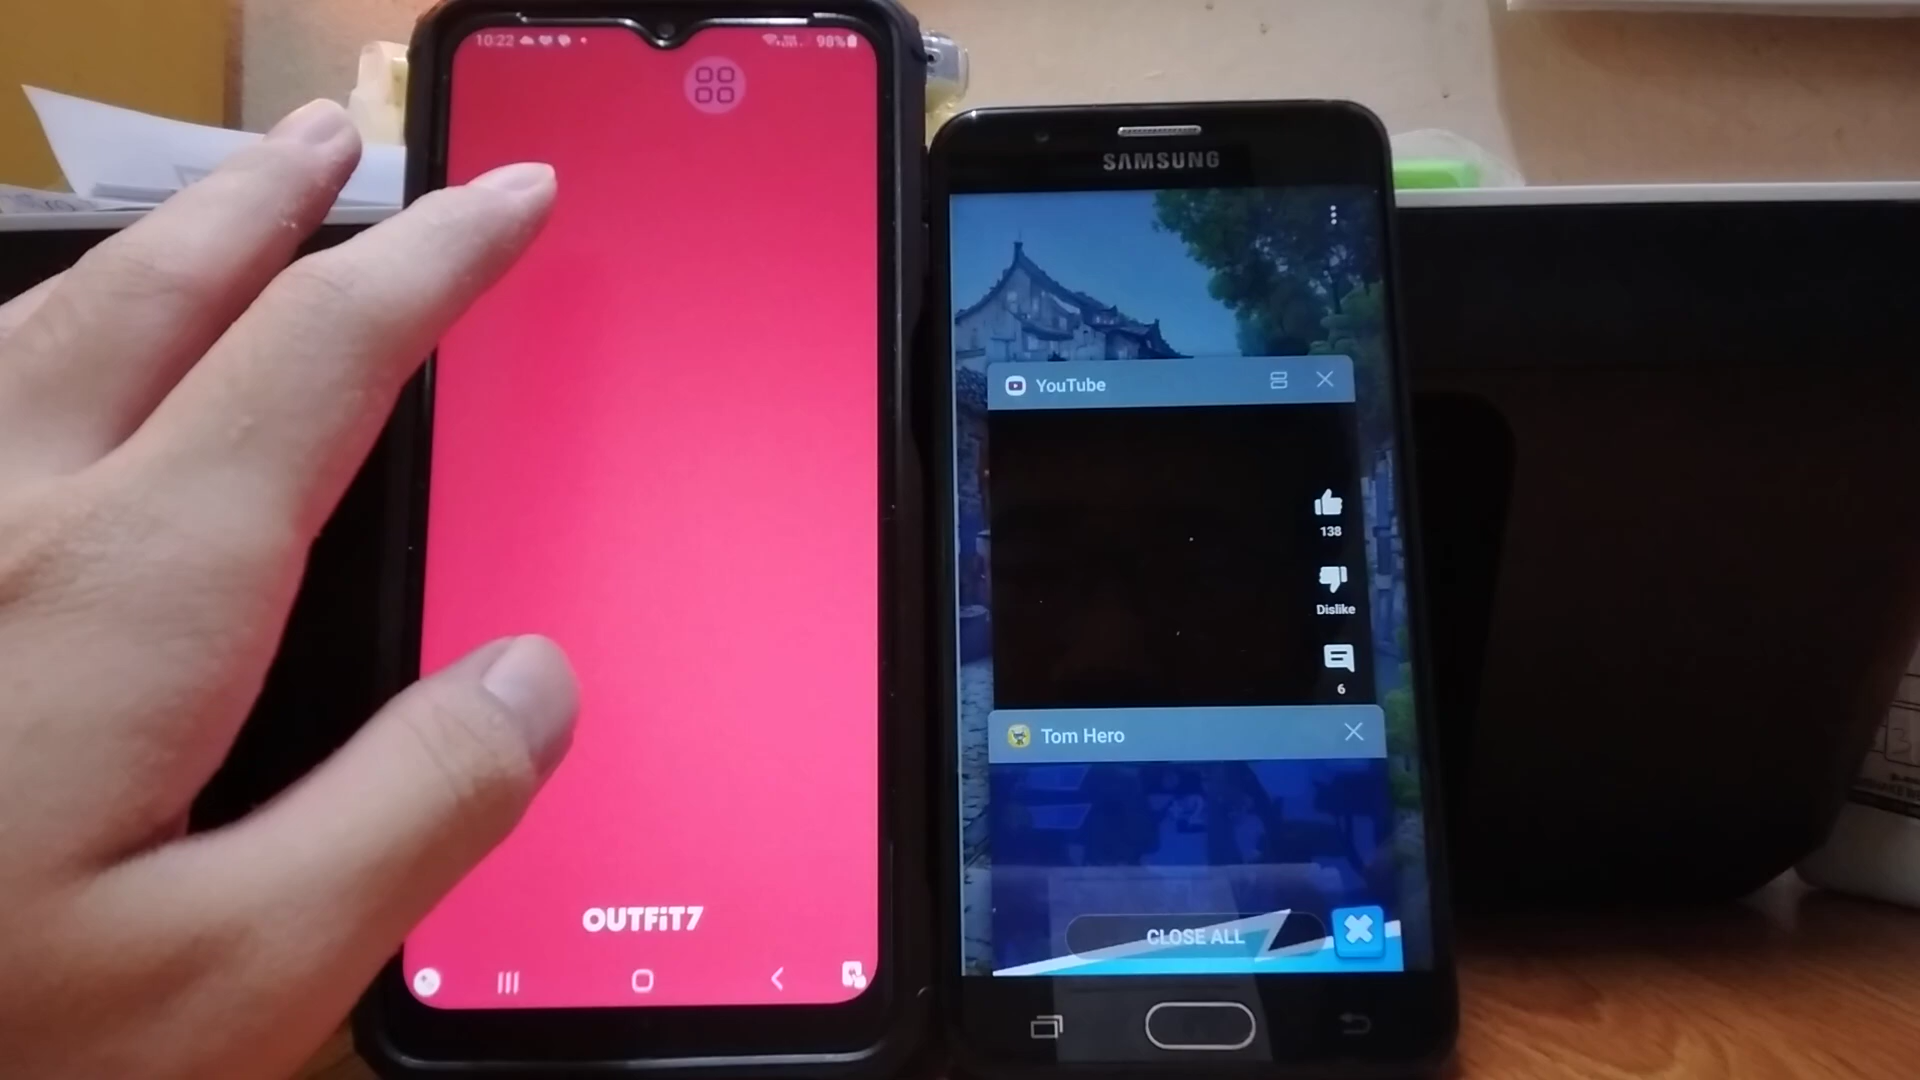 10:22
98%
OUTFIT7
SAMSUNG
YouTube
138
Dislike
6
Tom Hero
CLOSE ALL